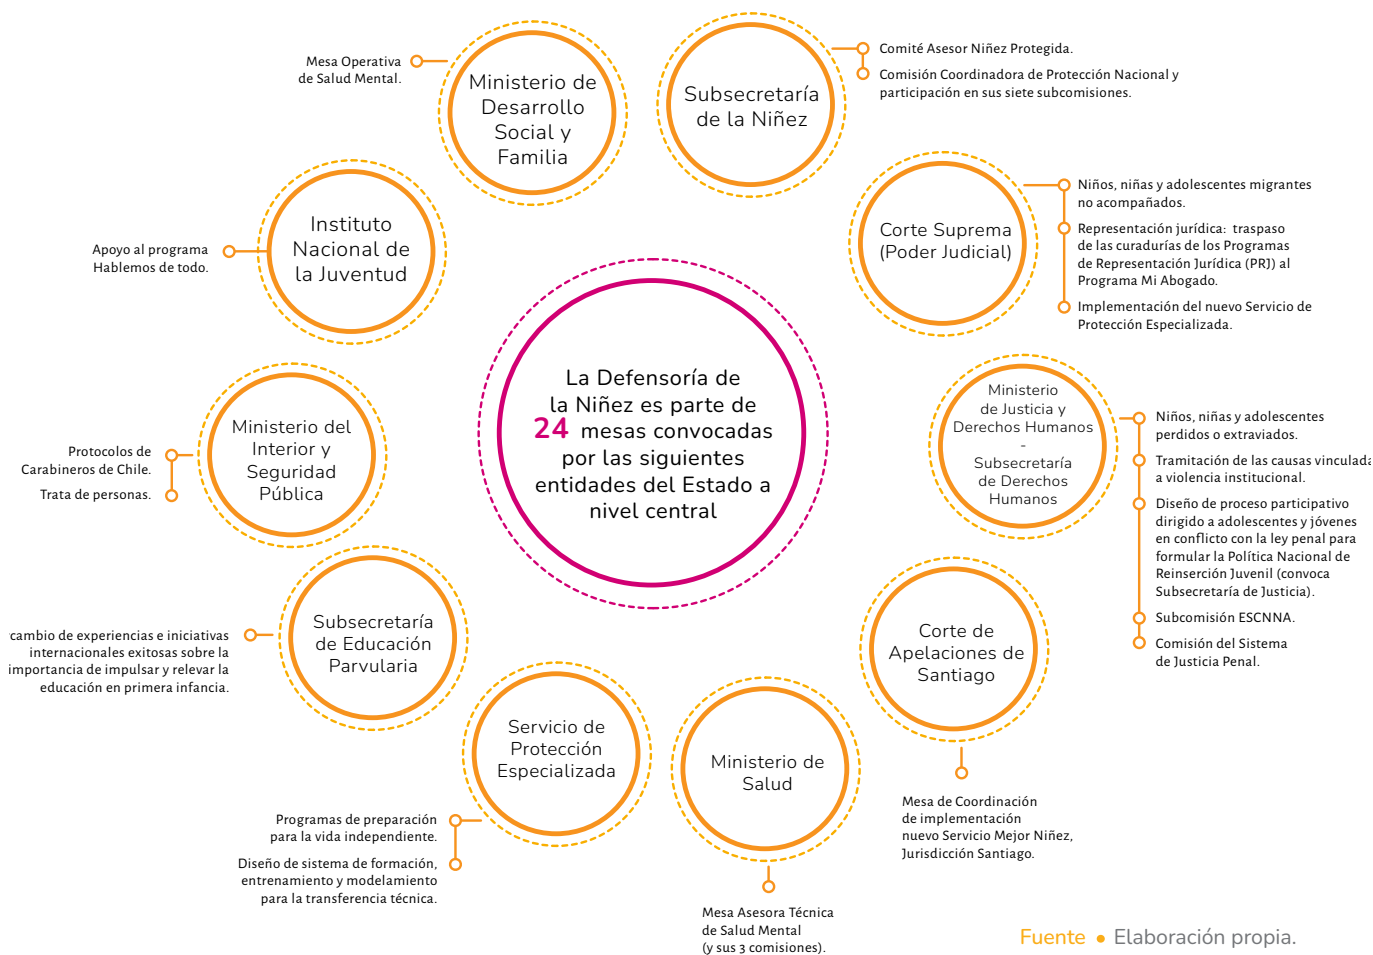 Mesa Operativa
de Salud Mental.
Ministerio de
Desarrollo
Social y
Familia
Subsecretaría
de la Niñez
Comité Asesor Niñez Protegida.
Comisión Coordinadora de Protección Nacional y
participación en sus siete subcomisiones.
Corte Suprema
(Poder Judicial)
Niños, niñas y adolescentes migrantes
no acompañados.
Representación jurídica: traspaso
de las curadurías de los Programas
de Representación Jurídica (PRJ) al
Programa Mi Abogado.
Implementación del nuevo Servicio de
Protección Especializada.
Instituto
Nacional de
la Juventud
Apoyo al programa
Hablemos de todo.
La Defensoría de
la Niñez es parte de
24 mesas convocadas
por las siguientes
entidades del Estado a
nivel central
Ministerio
de Justicia y
Derechos Humanos
-
Subsecretaría
de Derechos
Humanos
Niños, niñas y adolescentes
perdidos o extraviados.
Tramitación de las causas vinculada
a violencia institucional.
Diseño de proceso participativo
dirigido a adolescentes y jóvenes
en conflicto con la ley penal para
formular la Política Nacional de
Reinserción Juvenil (convoca
Subsecretaría de Justicia).
Subcomisión ESCNNA.
Comisión del Sistema
de Justicia Penal.
Ministerio del
Interior y
Seguridad
Pública
Protocolos de
Carabineros de Chile.
Trata de personas.
Subsecretaría
de Educación
Parvularia
cambio de experiencias e iniciativas
internacionales exitosas sobre la
importancia de impulsar y relevar la
educación en primera infancia.
Corte de
Apelaciones de
Santiago
Mesa de Coordinación
de implementación
nuevo Servicio Mejor Niñez,
Jurisdicción Santiago.
Servicio de
Protección
Especializada
Programas de preparación
para la vida independiente.
Diseño de sistema de formación,
entrenamiento y modelamiento
para la transferencia técnica.
Ministerio de
Salud
Mesa Asesora Técnica
de Salud Mental
(y sus 3 comisiones).
Fuente • Elaboración propia.